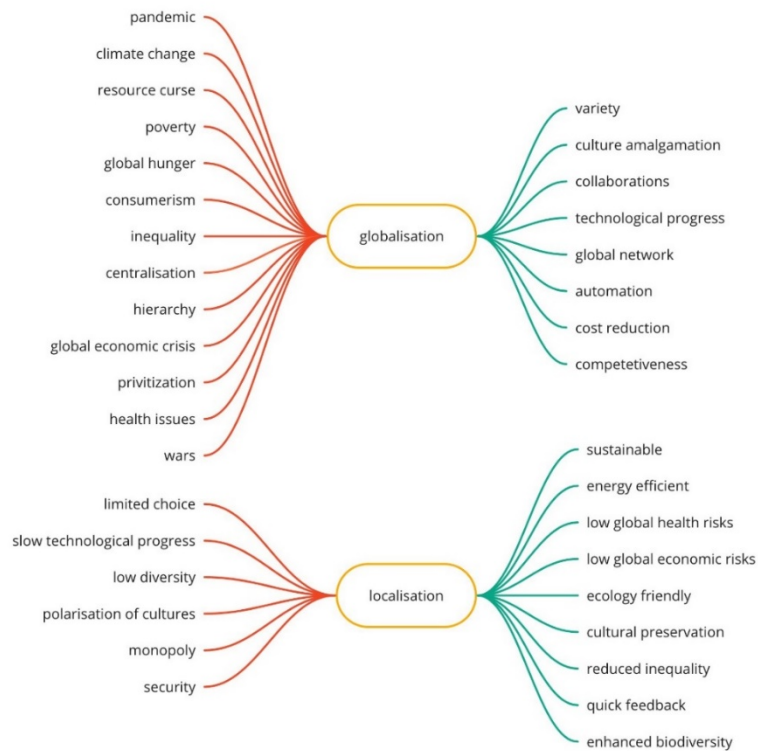 pandemic
climate change
resource curse
poverty
global hunger
consumerism
inequality
centralisation
hierarchy
global economic crisis
privitization
health issues
wars
globalisation
variety
culture amalgamation
collaborations
technological progress
global network
automation
cost reduction
competetiveness
limited choice
slow technological progress
low diversity
polarisation of cultures
monopoly
security
localisation
sustainable
energy efficient
low global health risks
low global economic risks
ecology friendly
cultural preservation
reduced inequality
quick feedback
enhanced biodiversity